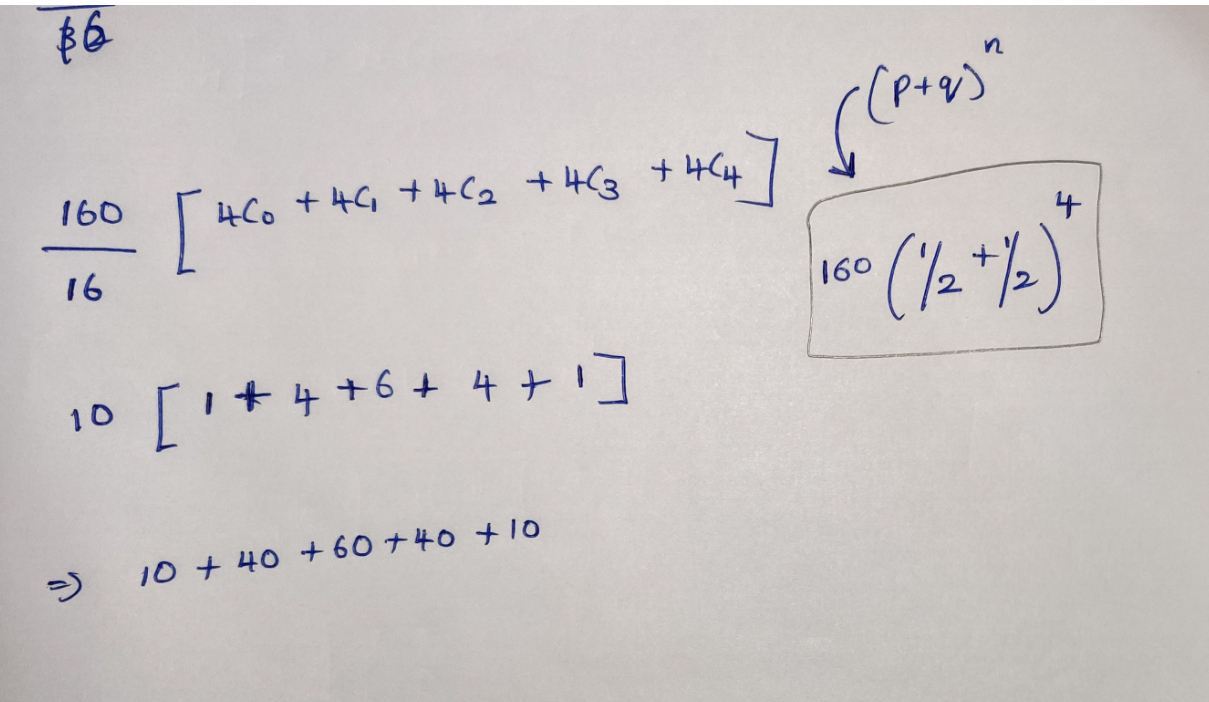 (p+q)^n
160/16 [ 4C₀ + 4C₁ + 4C₂ + 4C₃ + 4C₄ ]
160 (1/2 + 1/2)^4
10 [ 1 + 4 + 6 + 4 + 1 ]
⇒ 10 + 40 + 60 + 40 + 10